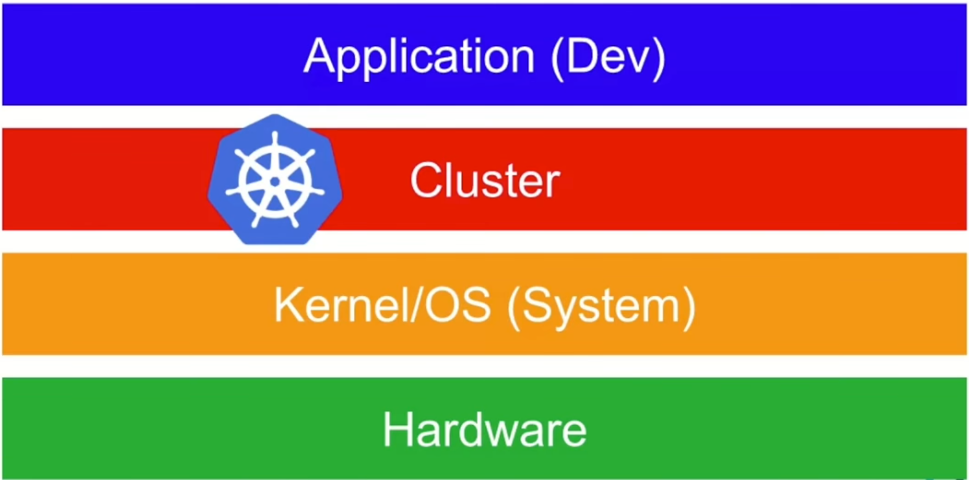 Application (Dev)
Cluster
Kernel/OS (System)
Hardware